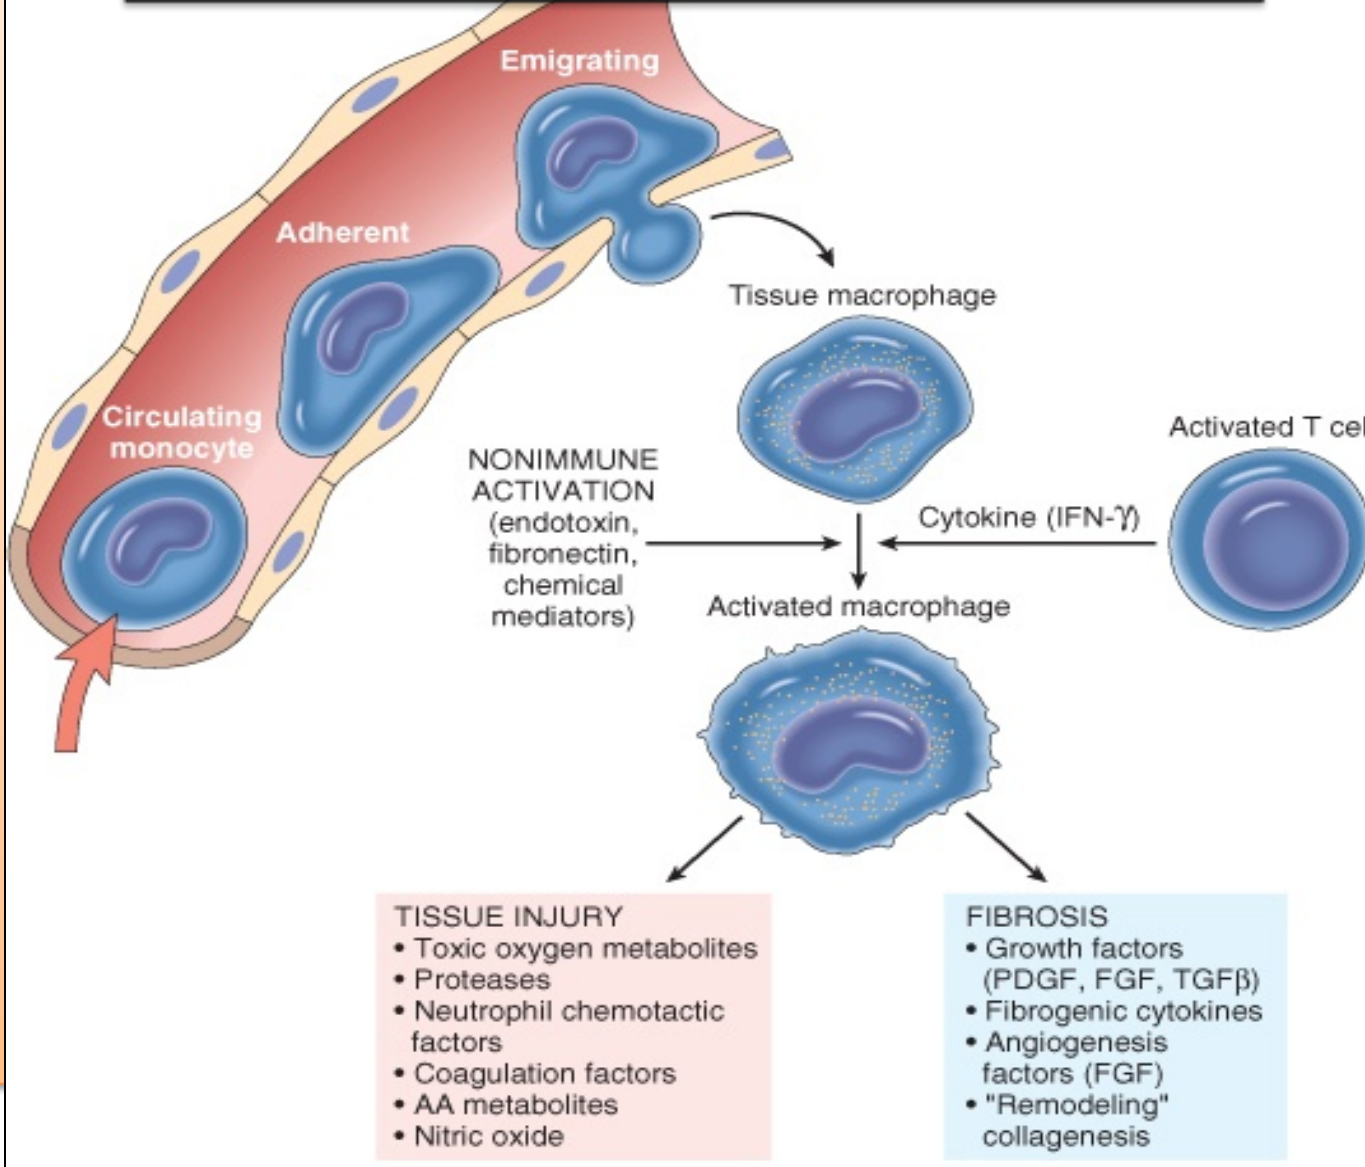 Emigrating
Adherent
Circulating
monocyte
Tissue macrophage
Activated T cel
NONIMMUNE
ACTIVATION
(endotoxin,
fibronectin,
chemical
mediators)
Cytokine (IFN-γ)
Activated macrophage
TISSUE INJURY
• Toxic oxygen metabolites
• Proteases
• Neutrophil chemotactic
factors
• Coagulation factors
• AA metabolites
• Nitric oxide
FIBROSIS
• Growth factors
(PDGF, FGF, TGFβ)
• Fibrogenic cytokines
• Angiogenesis
factors (FGF)
• "Remodeling"
collagenesis